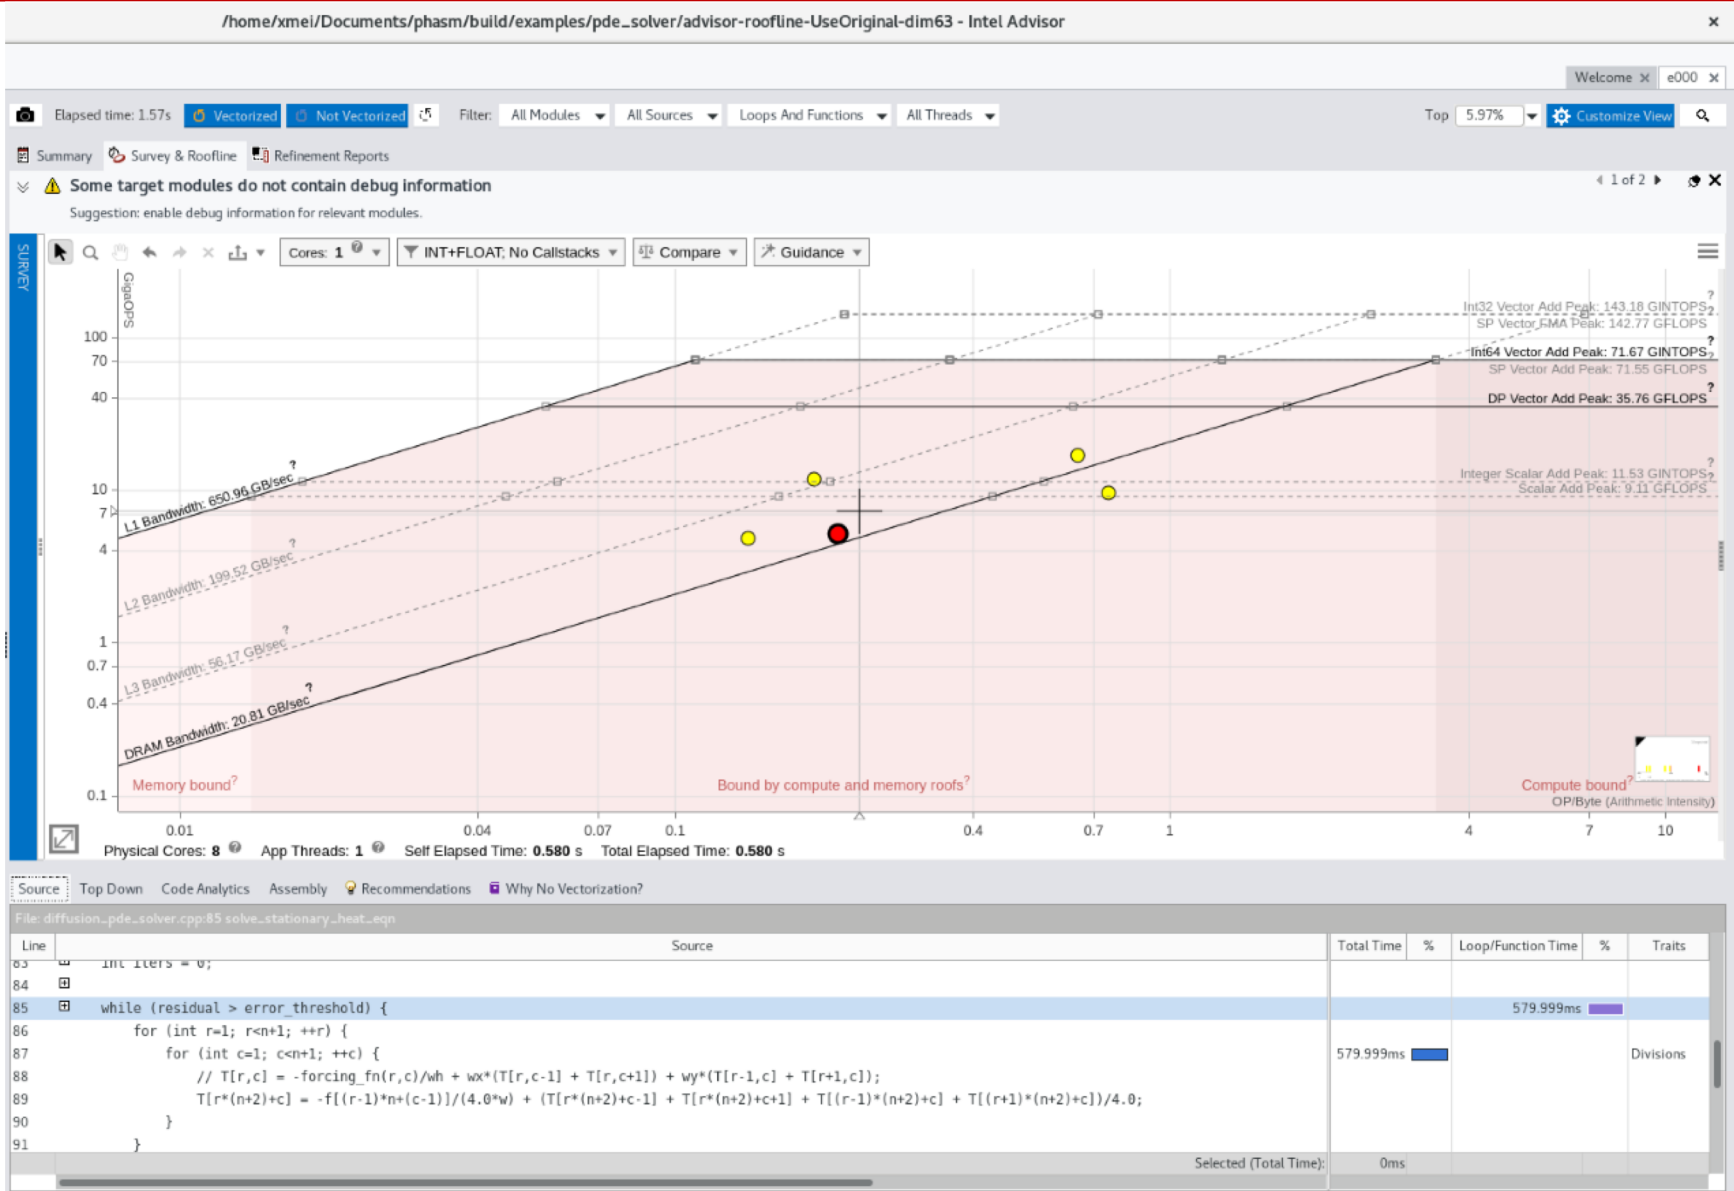 /home/xmei/Documents/phasm/build/examples/pde_solver/advisor-roofline-UseOriginal-dim63 - Intel Advisor
Welcome e000
Elapsed time: 1.57s Vectorized Not Vectorized Filter: All Modules All Sources Loops And Functions All Threads Top 5.97% Customize View
Summary Survey & Roofline Refinement Reports
Some target modules do not contain debug information 1 of 2
Suggestion: enable debug information for relevant modules.
SURVEY
Cores: 1 INT+FLOAT; No Callstacks Compare Guidance
GigaOPS
Int32 Vector Add Peak: 143.18 GINTOPS ?
SP Vector FMA Peak: 142.77 GFLOPS ?
Int64 Vector Add Peak: 71.67 GINTOPS ?
SP Vector Add Peak: 71.55 GFLOPS ?
DP Vector Add Peak: 35.76 GFLOPS ?
Integer Scalar Add Peak: 11.53 GINTOPS ?
Scalar Add Peak: 9.11 GFLOPS ?
100
70
40
10
7
4
1
0.7
0.4
0.1
L1 Bandwidth: 650.96 GB/sec ?
L2 Bandwidth: 199.52 GB/sec ?
L3 Bandwidth: 56.17 GB/sec ?
DRAM Bandwidth: 20.81 GB/sec ?
Memory bound? Bound by compute and memory roofs? Compute bound?
OP/Byte (Arithmetic Intensity)
0.01 0.04 0.07 0.1 0.4 0.7 1 4 7 10
Physical Cores: 8 App Threads: 1 Self Elapsed Time: 0.580 s Total Elapsed Time: 0.580 s
Source Top Down Code Analytics Assembly Recommendations Why No Vectorization?
File: diffusion_pde_solver.cpp:85 solve_stationary_heat_eqn
Line Source Total Time % Loop/Function Time % Traits
83 int iters = 0;
84
85 while (residual > error_threshold) { 579.999ms
86 for (int r=1; r<n+1; ++r) {
87 for (int c=1; c<n+1; ++c) { 579.999ms Divisions
88 // T[r,c] = -forcing_fn(r,c)/wh + wx*(T[r,c-1] + T[r,c+1]) + wy*(T[r-1,c] + T[r+1,c]);
89 T[r*(n+2)+c] = -f[(r-1)*n+(c-1)]/(4.0*w) + (T[r*(n+2)+c-1] + T[r*(n+2)+c+1] + T[(r-1)*(n+2)+c] + T[(r+1)*(n+2)+c])/4.0;
90 }
91 }
Selected (Total Time): 0ms